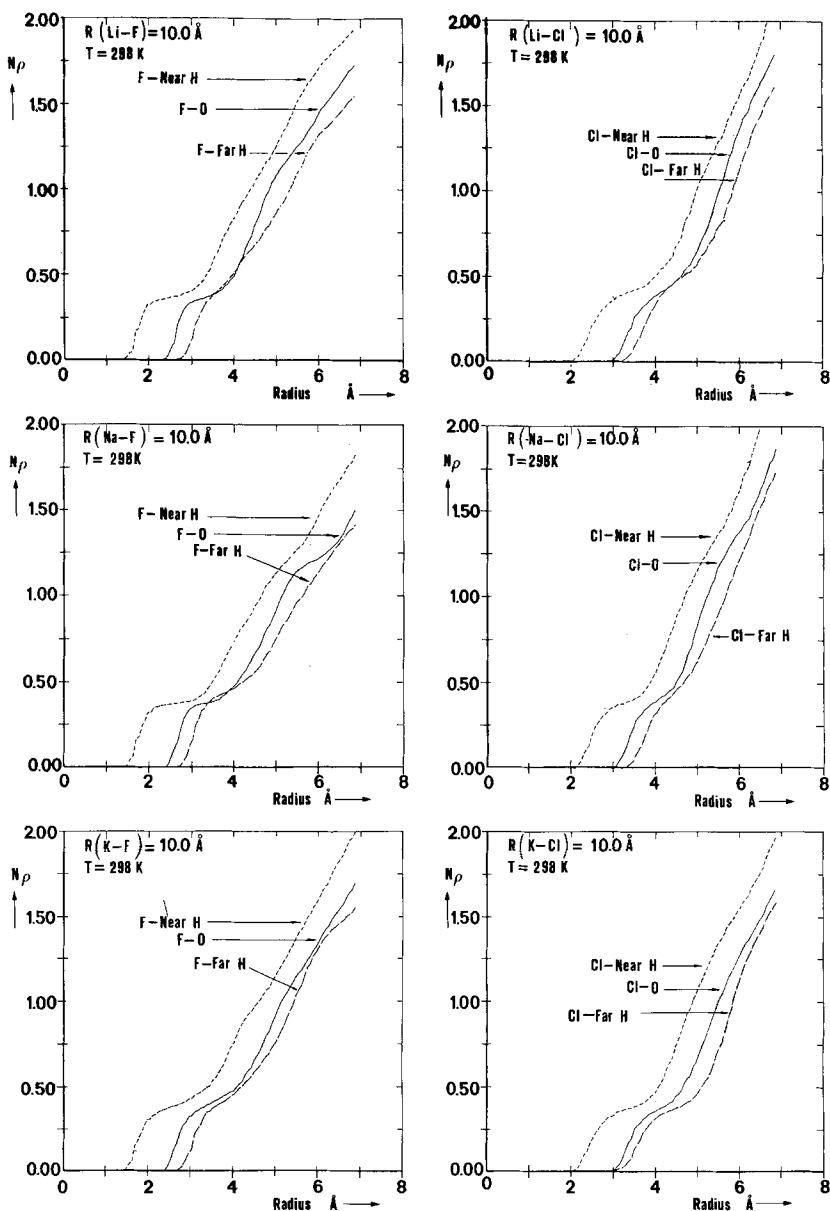 R(Li-F)=10.0 Å
T = 298 K
Nρ
2.00
1.50
1.00
0.50
0.00
F-Near H
F-O
F-Far H
0 2 4 6 8
Radius Å
R(Li-Cl) = 10.0 Å
T = 298K
Nρ
2.00
1.50
1.00
0.50
0.00
Cl-Near H
Cl-O
Cl-Far H
0 2 4 6 8
Radius Å
R(Na-F) = 10.0 Å
T = 298K
Nρ
2.00
1.50
1.00
0.50
0.00
F-Near H
F-O
F-Far H
0 2 4 6 8
Radius Å
R(-Na-Cl) = 10.0 Å
T = 298K
Nρ
2.00
1.50
1.00
0.50
0.00
Cl-Near H
Cl-O
Cl-Far H
0 2 4 6 8
Radius Å
R(K-F) = 10.0 Å
T = 298 K
Nρ
2.00
1.50
1.00
0.50
0.00
F-Near H
F-O
F-Far H
0 2 4 6 8
Radius Å
R(K-Cl) = 10.0 Å
T = 298 K
Nρ
2.00
1.50
1.00
0.50
0.00
Cl-Near H
Cl-O
Cl-Far H
0 2 4 6 8
Radius Å